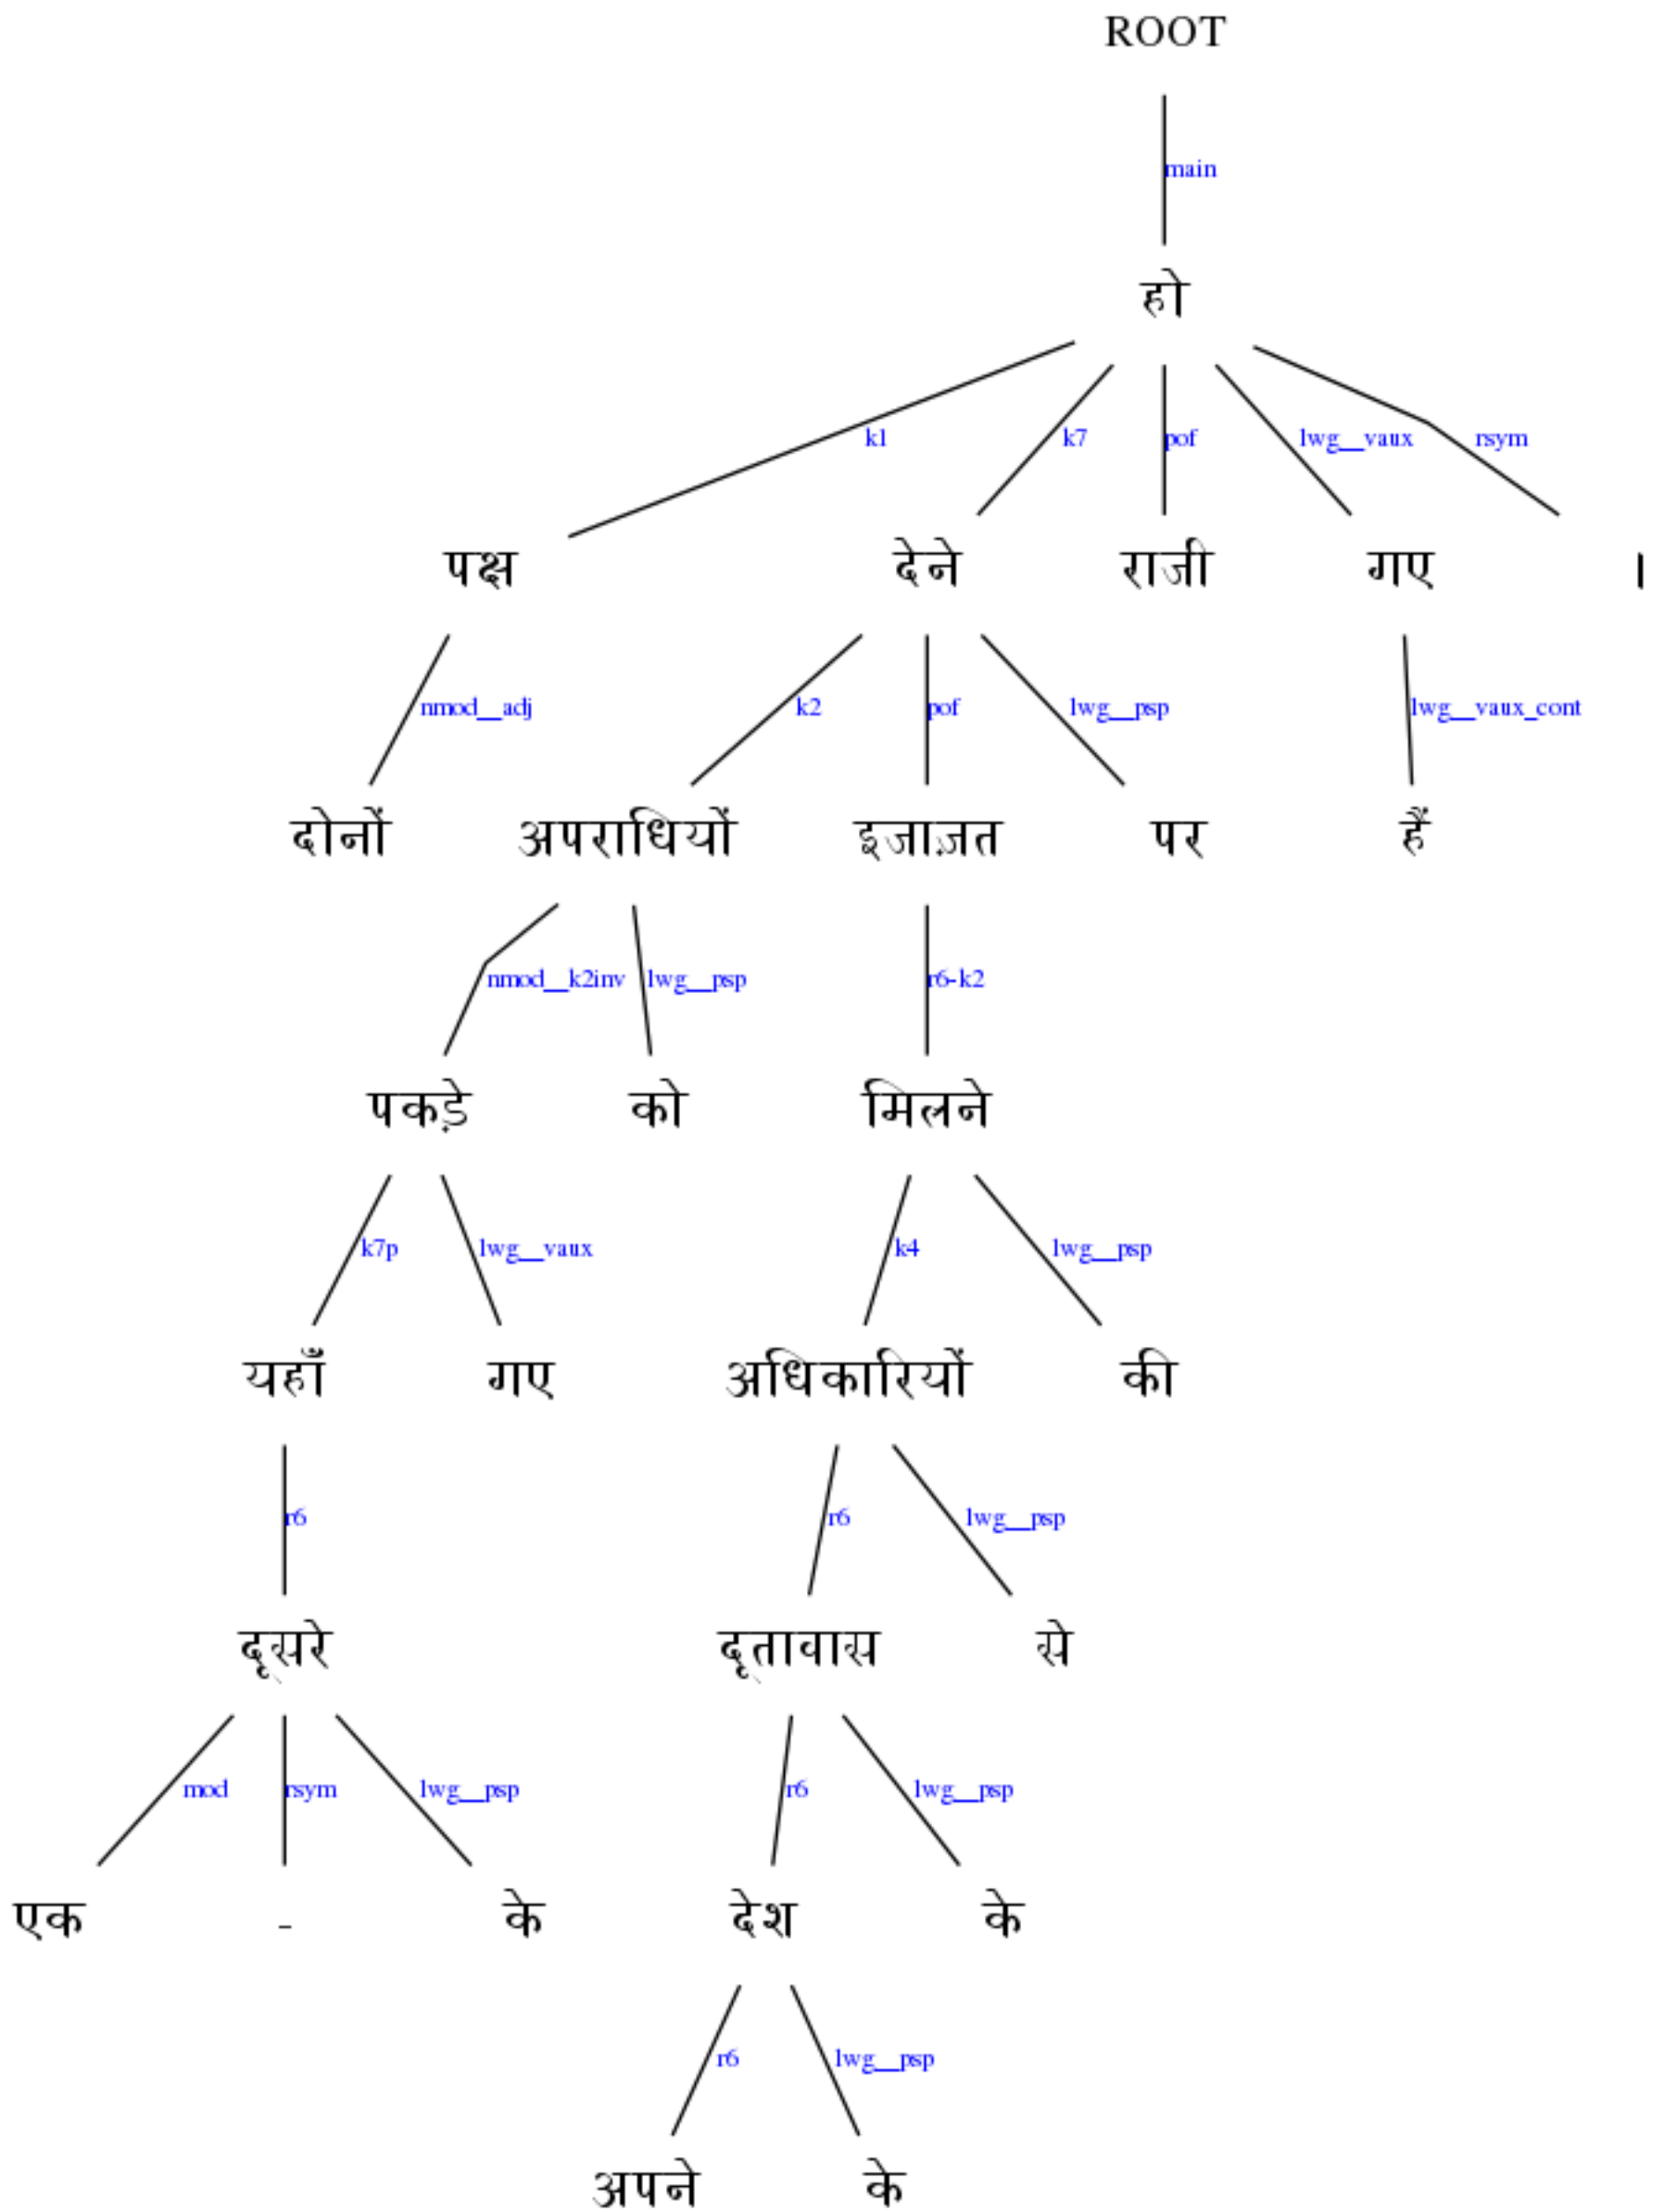 ROOT
main
हो
k1 k7 pof lwg__vaux rsym
पक्ष देने राजी गए ।
nmod__adj k2 pof lwg__psp lwg__vaux_cont
दोनों अपराधियों इजाज़त पर हैं
nmod__k2inv lwg__psp r6-k2
पकड़े को मिलने
k7p lwg__vaux k4 lwg__psp
यहाँ गए अधिकारियों की
r6 r6 lwg__psp
दूसरे दूतावास से
mod rsym lwg__psp r6 lwg__psp
एक - के देश के
r6 lwg__psp
अपने के